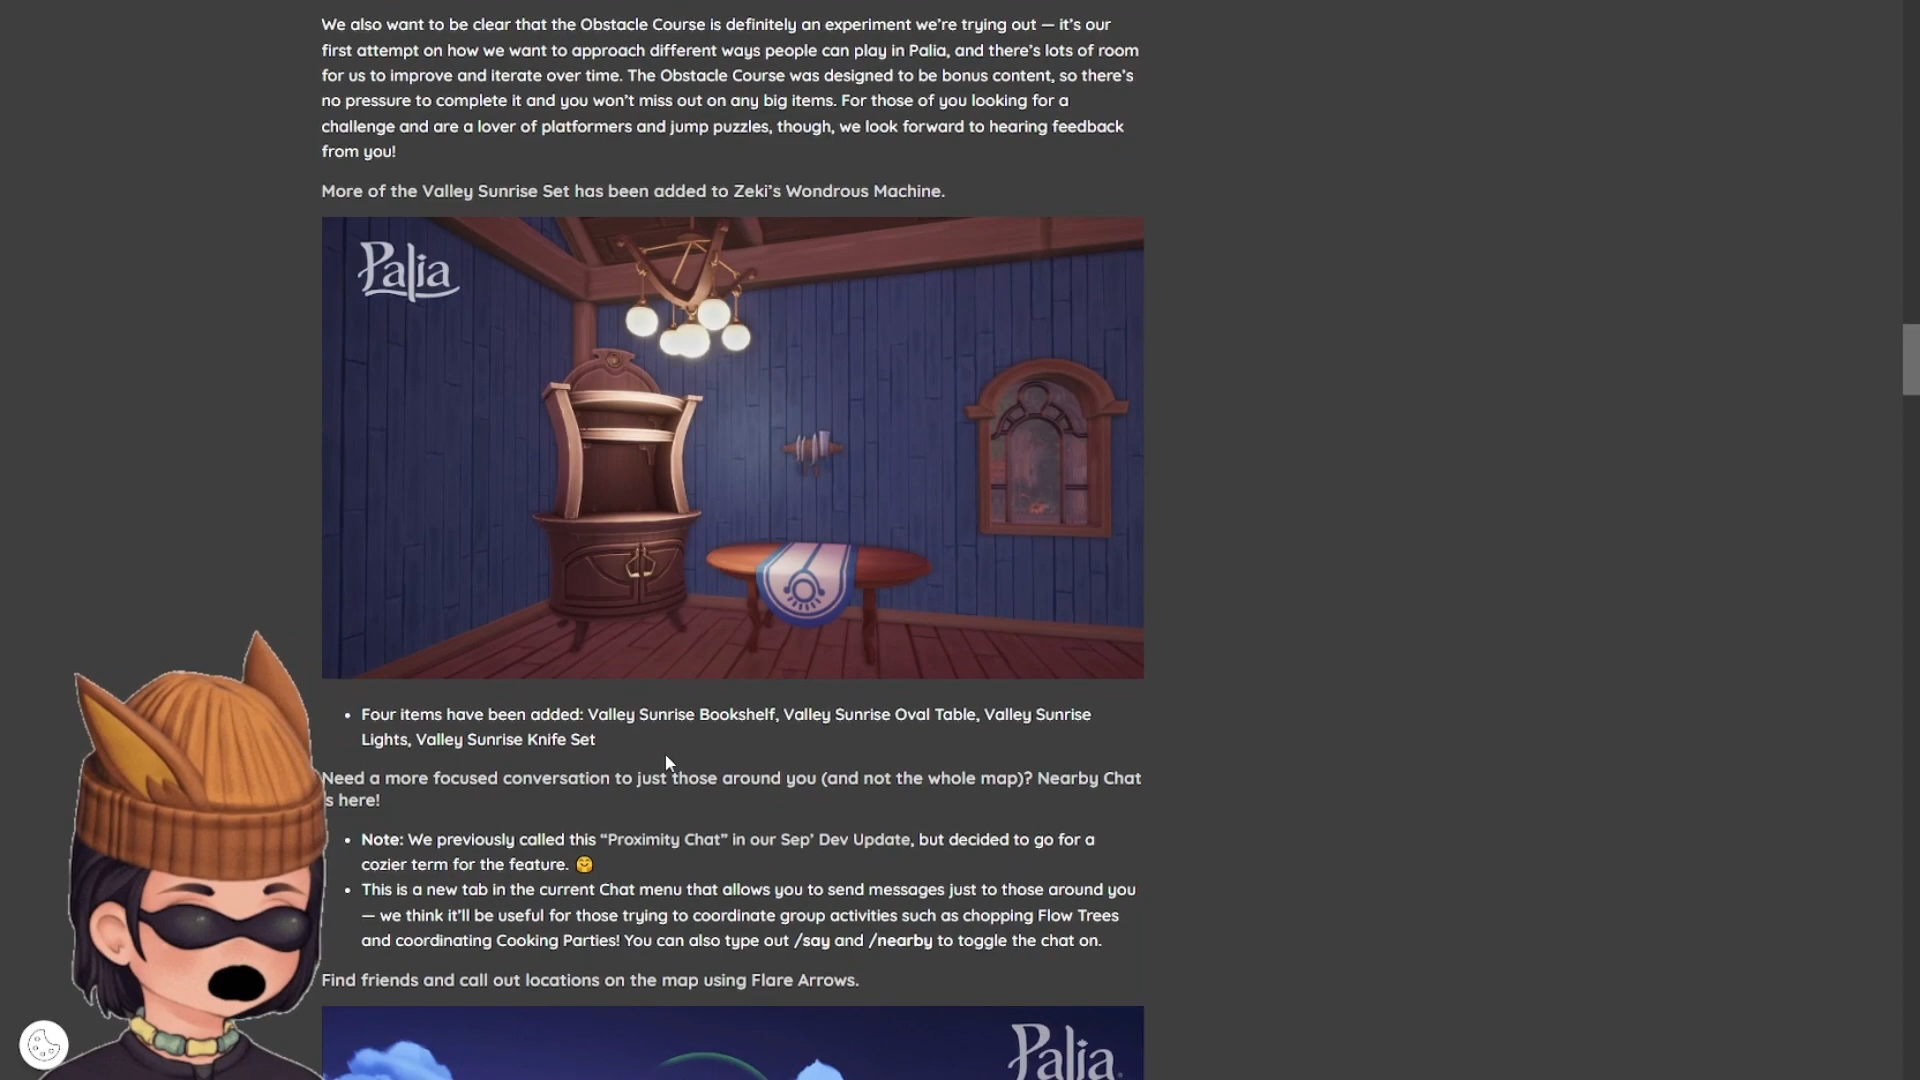 We also want to be clear that the Obstacle Course is definitely an experiment we're trying out — it's our
first attempt on how we want to approach different ways people can play in Palia, and there's lots of room
for us to improve and iterate over time. The Obstacle Course was designed to be bonus content, so there's
no pressure to complete it and you won't miss out on any big items. For those of you looking for a
challenge and are a lover of platformers and jump puzzles, though, we look forward to hearing feedback
from you!
More of the Valley Sunrise Set has been added to Zeki's Wondrous Machine.
Palia
• Four items have been added: Valley Sunrise Bookshelf, Valley Sunrise Oval Table, Valley Sunrise
Lights, Valley Sunrise Knife Set
Need a more focused conversation to just those around you (and not the whole map)? Nearby Chat
s here!
• Note: We previously called this “Proximity Chat” in our Sep’ Dev Update, but decided to go for a
cozier term for the feature. 🤗
• This is a new tab in the current Chat menu that allows you to send messages just to those around you
— we think it’ll be useful for those trying to coordinate group activities such as chopping Flow Trees
and coordinating Cooking Parties! You can also type out /say and /nearby to toggle the chat on.
Find friends and call out locations on the map using Flare Arrows.
Palia